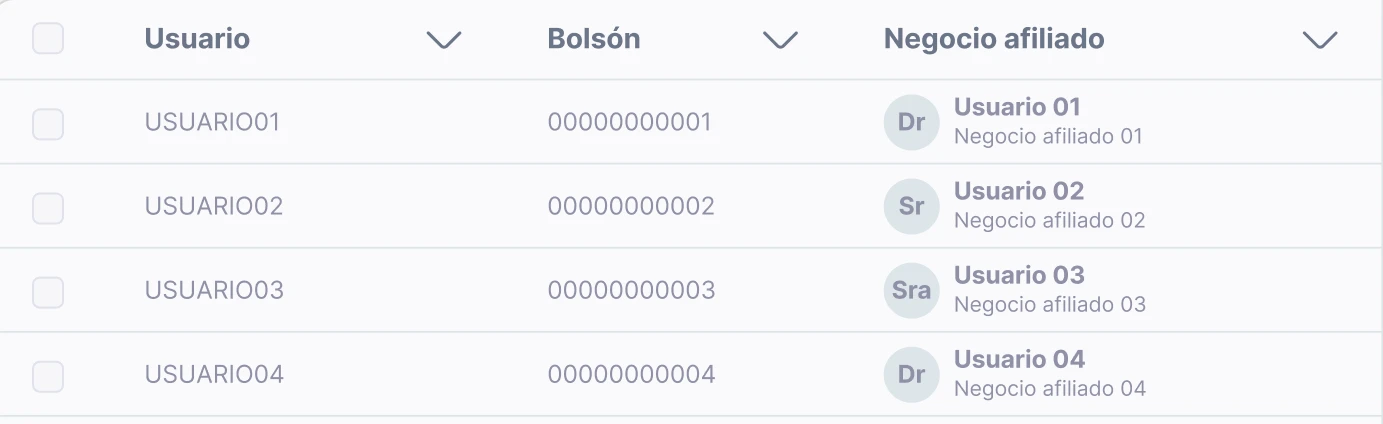 Usuario Bolsón Negocio afiliado
USUARIO01 00000000001 Dr Usuario 01
Negocio afiliado 01
USUARIO02 00000000002 Sr Usuario 02
Negocio afiliado 02
USUARIO03 00000000003 Sra Usuario 03
Negocio afiliado 03
USUARIO04 00000000004 Dr Usuario 04
Negocio afiliado 04